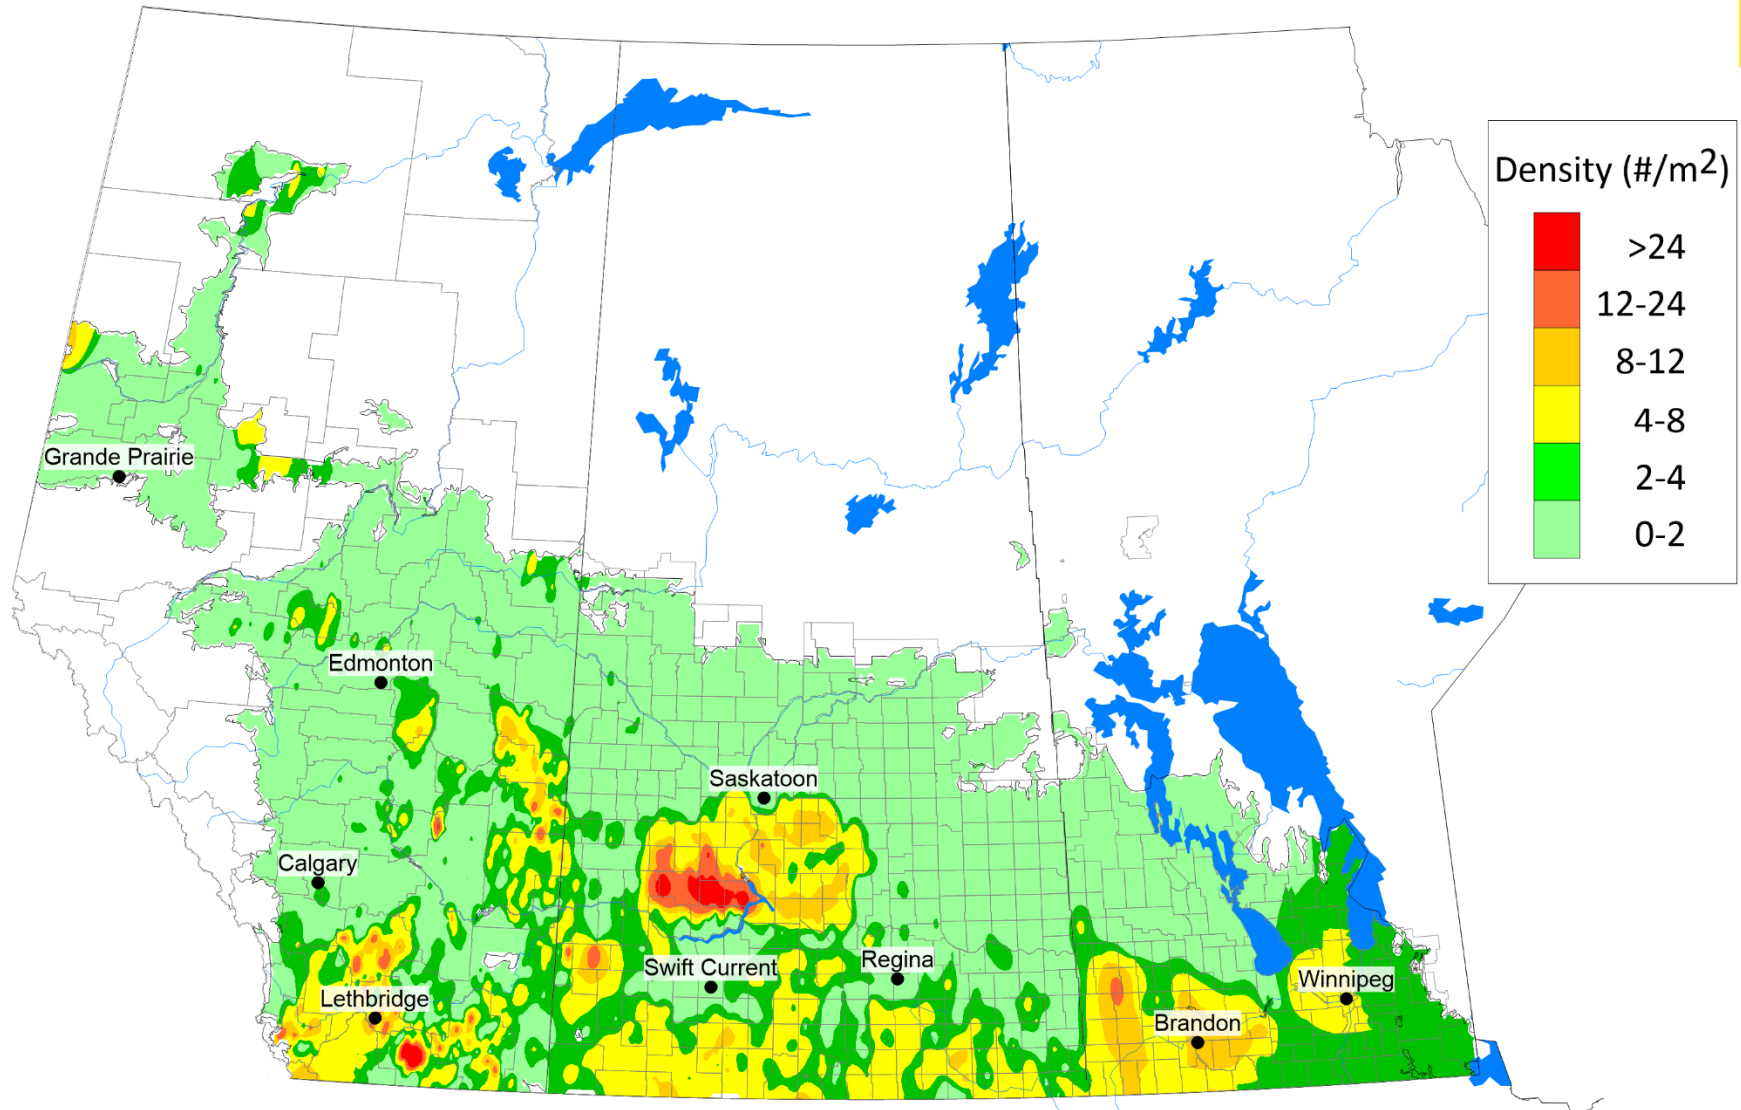 Density (#/m2)
>24
12-24
8-12
4-8
2-4
0-2
Grande Prairie
Edmonton
Saskatoon
Calgary
Regina
Swift Current
Winnipeg
Lethbridge
Brandon